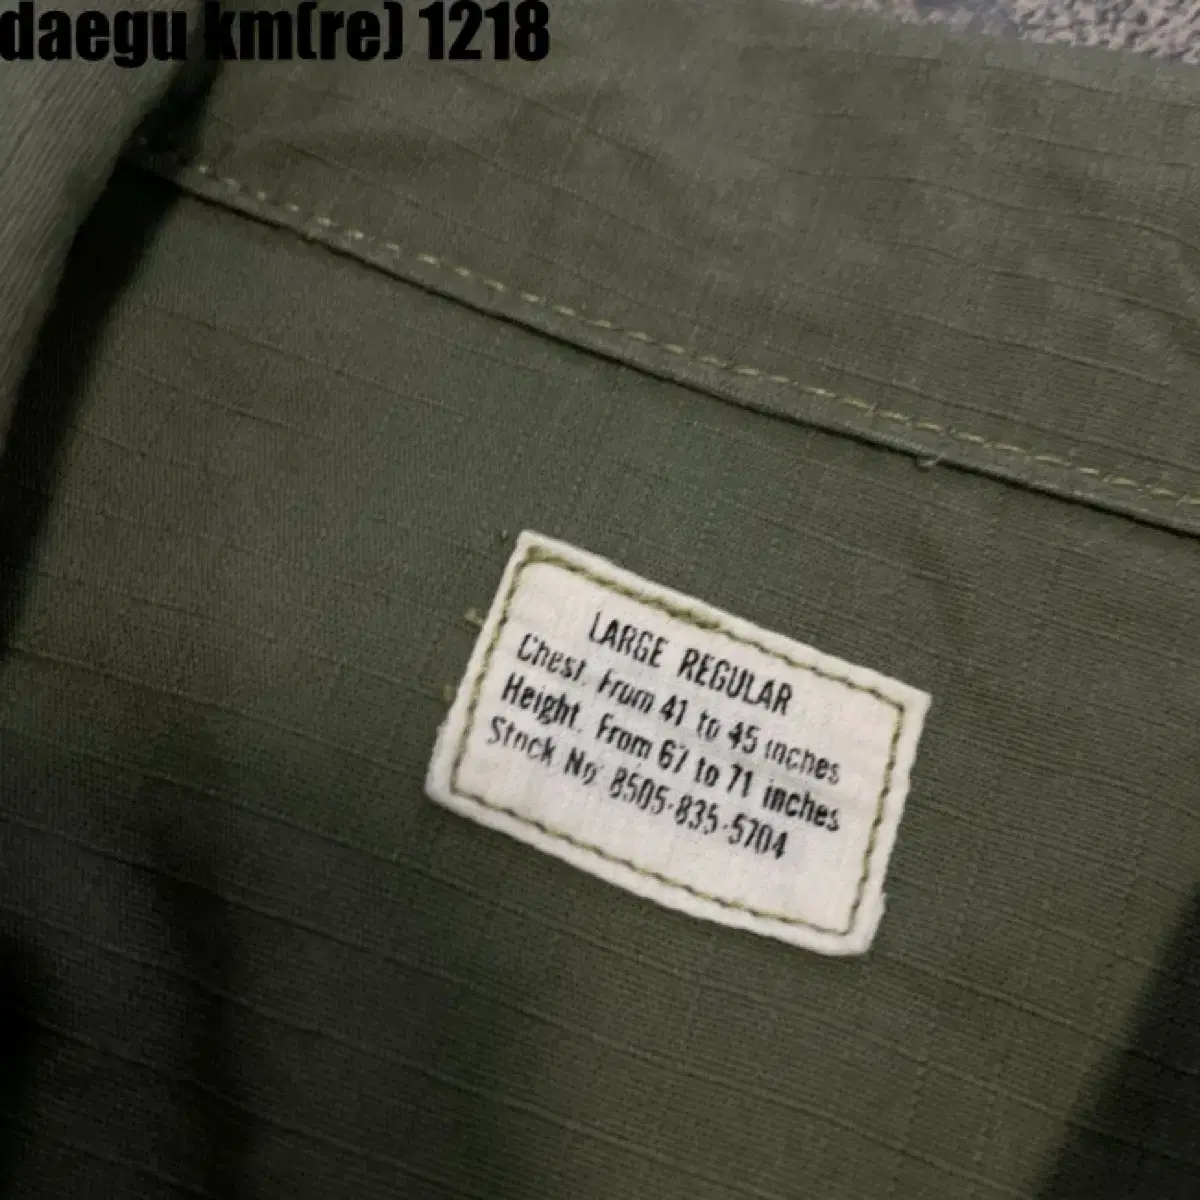 daegu km(re) 1218
LARGE REGULAR
Chest. From 41 to 45 inches
Height. From 67 to 71 inches
Stock No: 8505-835-5704